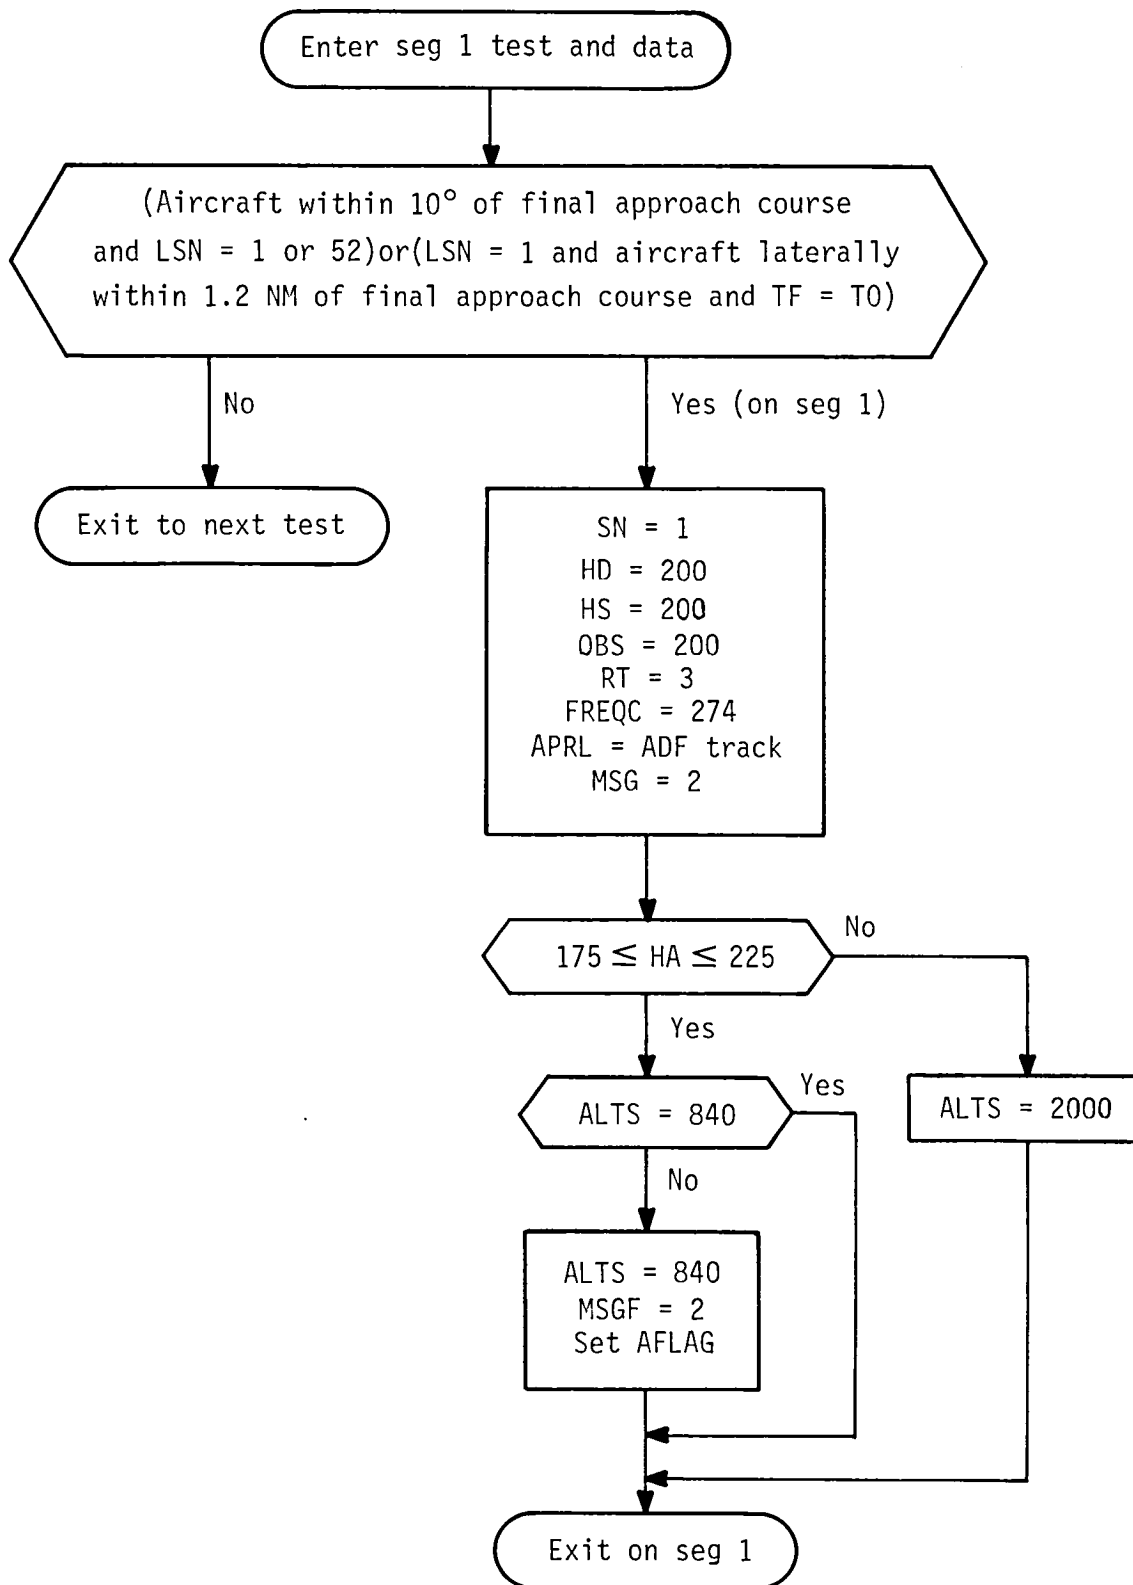 Enter seg 1 test and data
(Aircraft within 10° of final approach course
and LSN = 1 or 52)or(LSN = 1 and aircraft laterally
within 1.2 NM of final approach course and TF = TO)
No
Yes (on seg 1)
Exit to next test
SN = 1
HD = 200
HS = 200
OBS = 200
RT = 3
FREQC = 274
APRL = ADF track
MSG = 2
175 ≤ HA ≤ 225
No
Yes
ALTS = 840
Yes
ALTS = 2000
No
ALTS = 840
MSGF = 2
Set AFLAG
Exit on seg 1